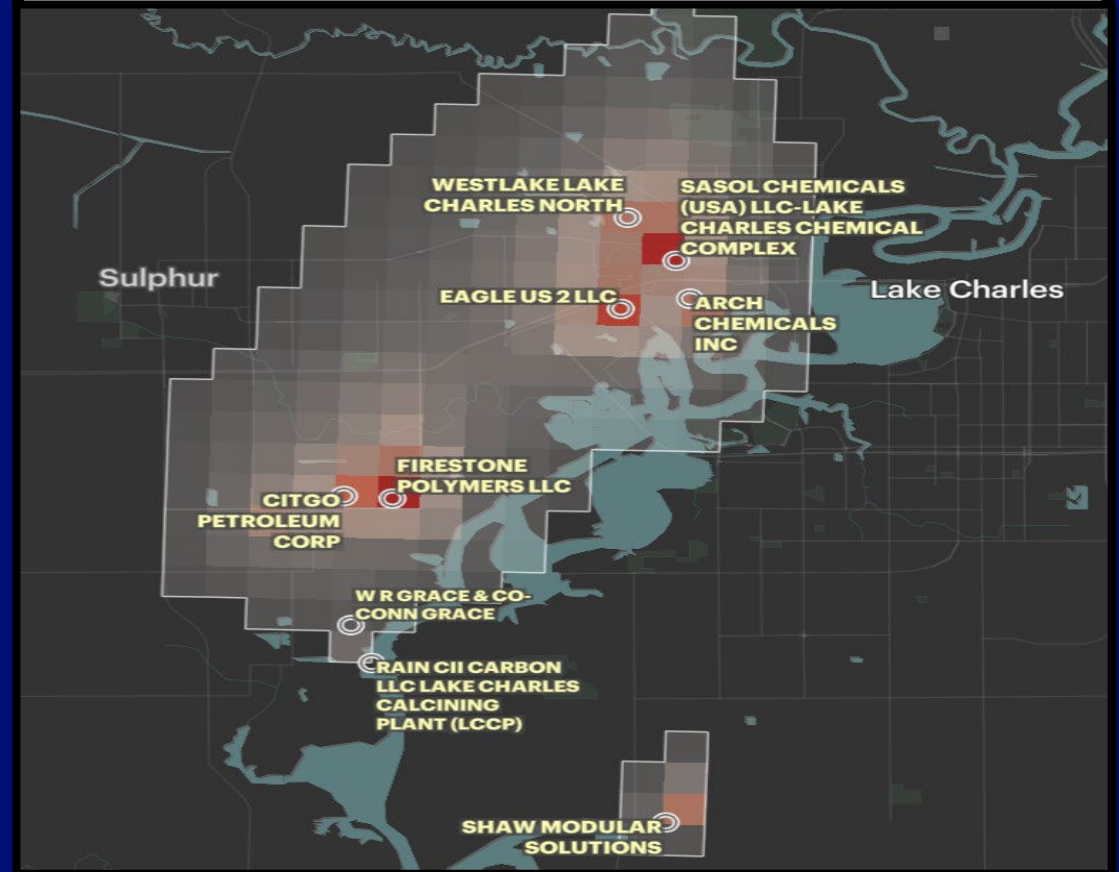 WESTLAKE LAKE
CHARLES NORTH
SASOL CHEMICALS
(USA) LLC-LAKE
CHARLES CHEMICAL
COMPLEX
Sulphur
EAGLE US 2 LLC
Lake Charles
ARCH
CHEMICALS
INC
FIRESTONE
POLYMERS LLC
CITGO
PETROLEUM
CORP
W R GRACE & CO-
CONN GRACE
RAIN CII CARBON
LLC LAKE CHARLES
CALCINING
PLANT (LCCP)
SHAW MODULAR
SOLUTIONS